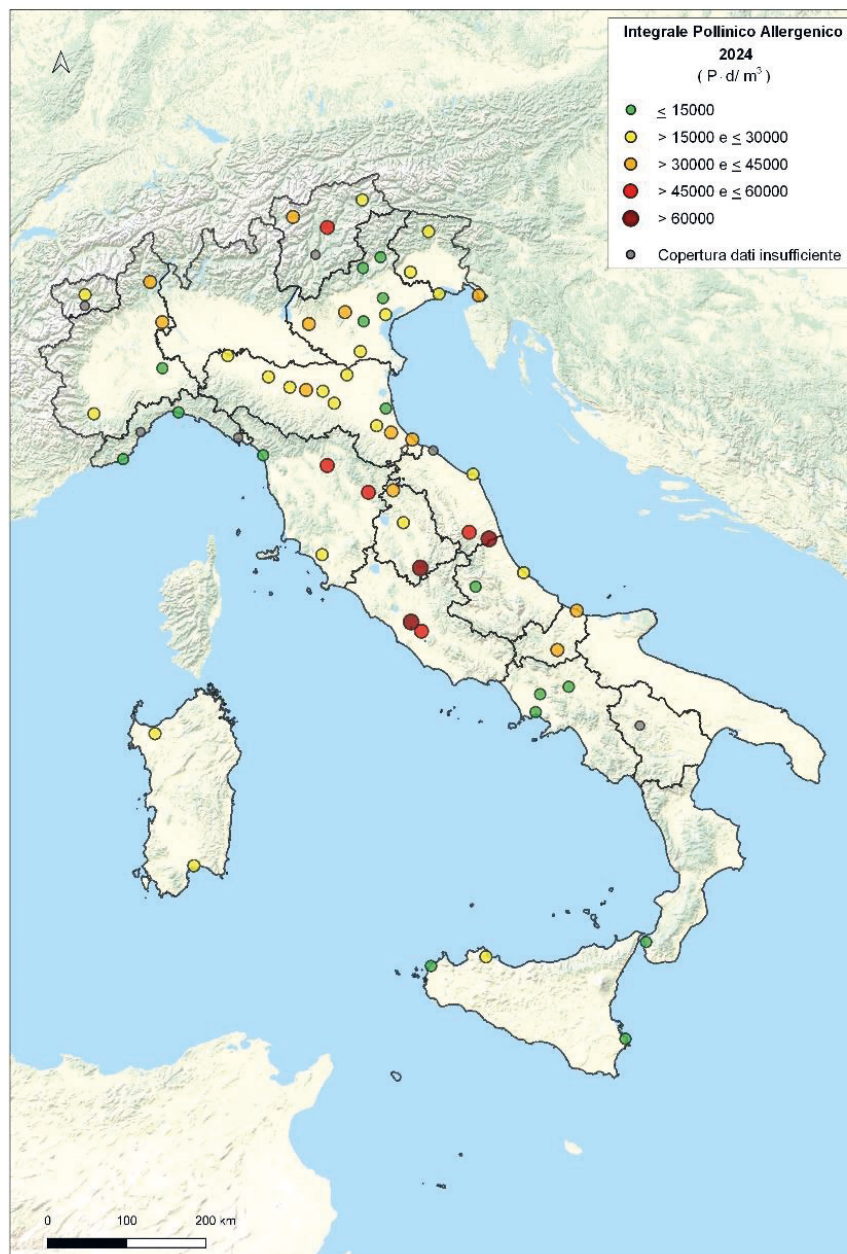 Integrale Pollinico Allergenico
2024
( P·d/ m³ )
≤ 15000
> 15000 e ≤ 30000
> 30000 e ≤ 45000
> 45000 e ≤ 60000
> 60000
Copertura dati insufficiente
0 100 200 km